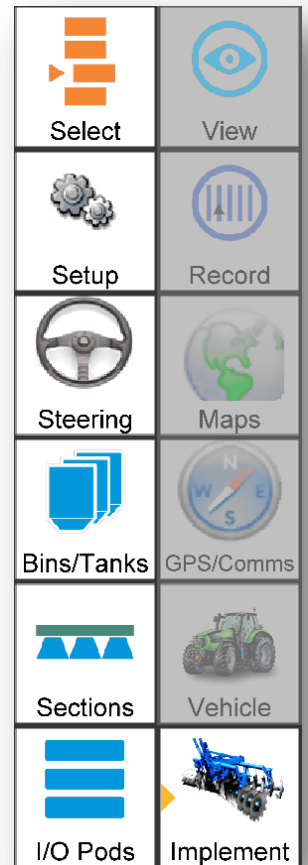 Select
View
Setup
Record
Steering
Maps
Bins/Tanks
N
W
E
S
GPS/Comms
Sections
Vehicle
I/O Pods
Implement